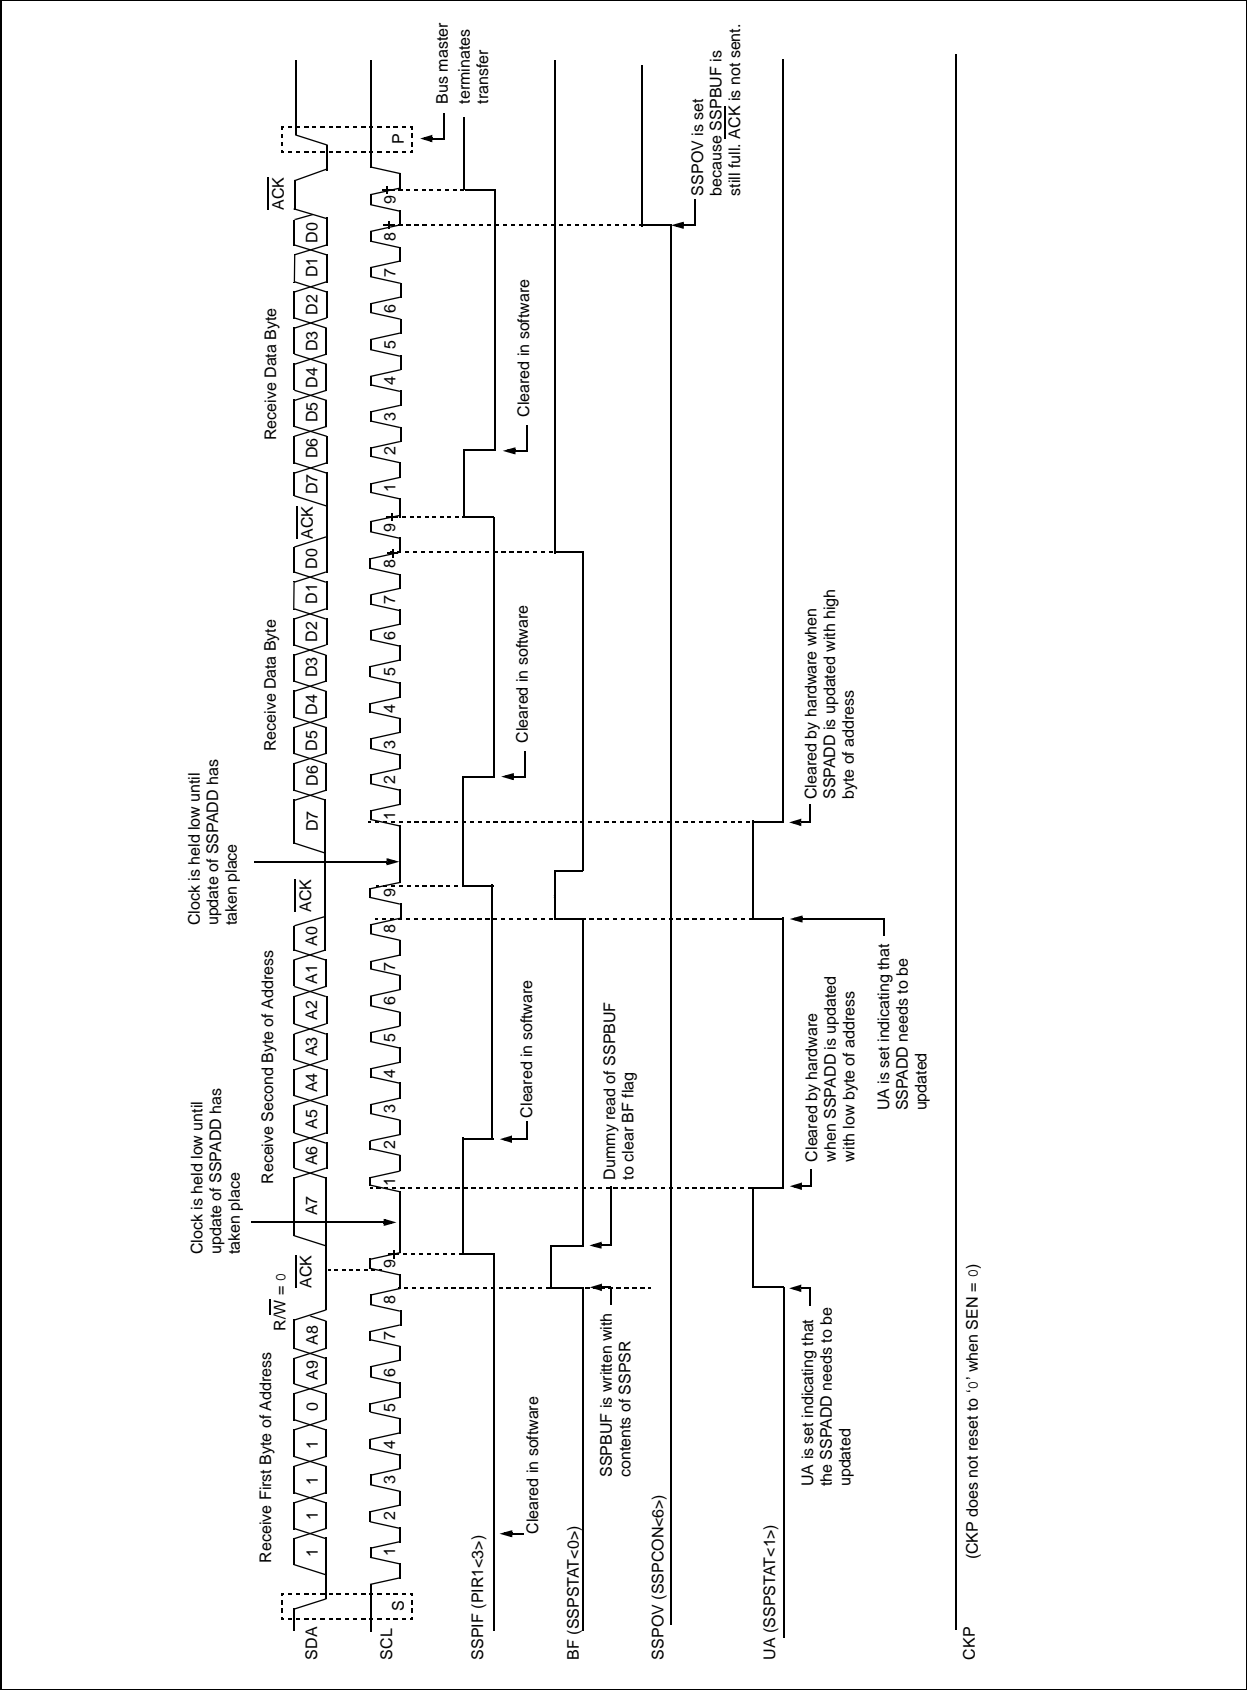 Clock is held low until
update of SSPADD has
taken place
Clock is held low until
update of SSPADD has
taken place
Receive First Byte of Address
R/W = 0
Receive Second Byte of Address
Receive Data Byte
Receive Data Byte
SDA
1 1 1 1 0 A9 A8 ACK A7 A6 A5 A4 A3 A2 A1 A0 ACK D7 D6 D5 D4 D3 D2 D1 D0 ACK D7 D6 D5 D4 D3 D2 D1 D0 ACK
SCL
S 1 2 3 4 5 6 7 8 9 1 2 3 4 5 6 7 8 9 1 2 3 4 5 6 7 8 9 1 2 3 4 5 6 7 8 9 P
Bus master
terminates
transfer
SSPIF (PIR1<3>)
Cleared in software
Cleared in software
Cleared in software
Cleared in software
BF (SSPSTAT<0>)
SSPBUF is written with
contents of SSPSR
Dummy read of SSPBUF
to clear BF flag
SSPOV (SSPCON<6>)
SSPOV is set
because SSPBUF is
still full. ACK is not sent.
UA (SSPSTAT<1>)
UA is set indicating that
the SSPADD needs to be
updated
Cleared by hardware
when SSPADD is updated
with low byte of address
UA is set indicating that
SSPADD needs to be
updated
Cleared by hardware when
SSPADD is updated with high
byte of address
CKP
(CKP does not reset to ‘0’ when SEN = 0)